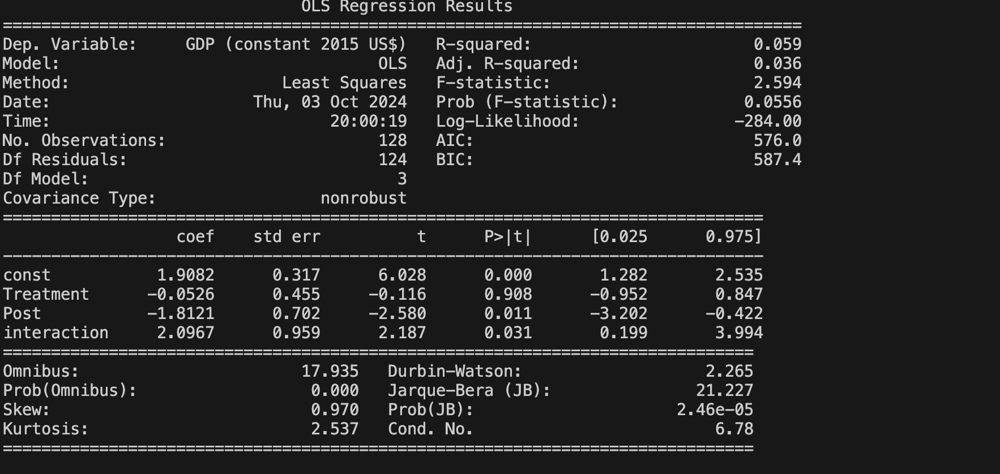 OLS Regression Results
==============================================================================
Dep. Variable: GDP (constant 2015 US$) R-squared: 0.059
Model: OLS Adj. R-squared: 0.036
Method: Least Squares F-statistic: 2.594
Date: Thu, 03 Oct 2024 Prob (F-statistic): 0.0556
Time: 20:00:19 Log-Likelihood: -284.00
No. Observations: 128 AIC: 576.0
Df Residuals: 124 BIC: 587.4
Df Model: 3
Covariance Type: nonrobust
==============================================================================
coef std err t P>|t| [0.025 0.975]
------------------------------------------------------------------------------
const 1.9082 0.317 6.028 0.000 1.282 2.535
Treatment -0.0526 0.455 -0.116 0.908 -0.952 0.847
Post -1.8121 0.702 -2.580 0.011 -3.202 -0.422
interaction 2.0967 0.959 2.187 0.031 0.199 3.994
==============================================================================
Omnibus: 17.935 Durbin-Watson: 2.265
Prob(Omnibus): 0.000 Jarque-Bera (JB): 21.227
Skew: 0.970 Prob(JB): 2.46e-05
Kurtosis: 2.537 Cond. No. 6.78
==============================================================================